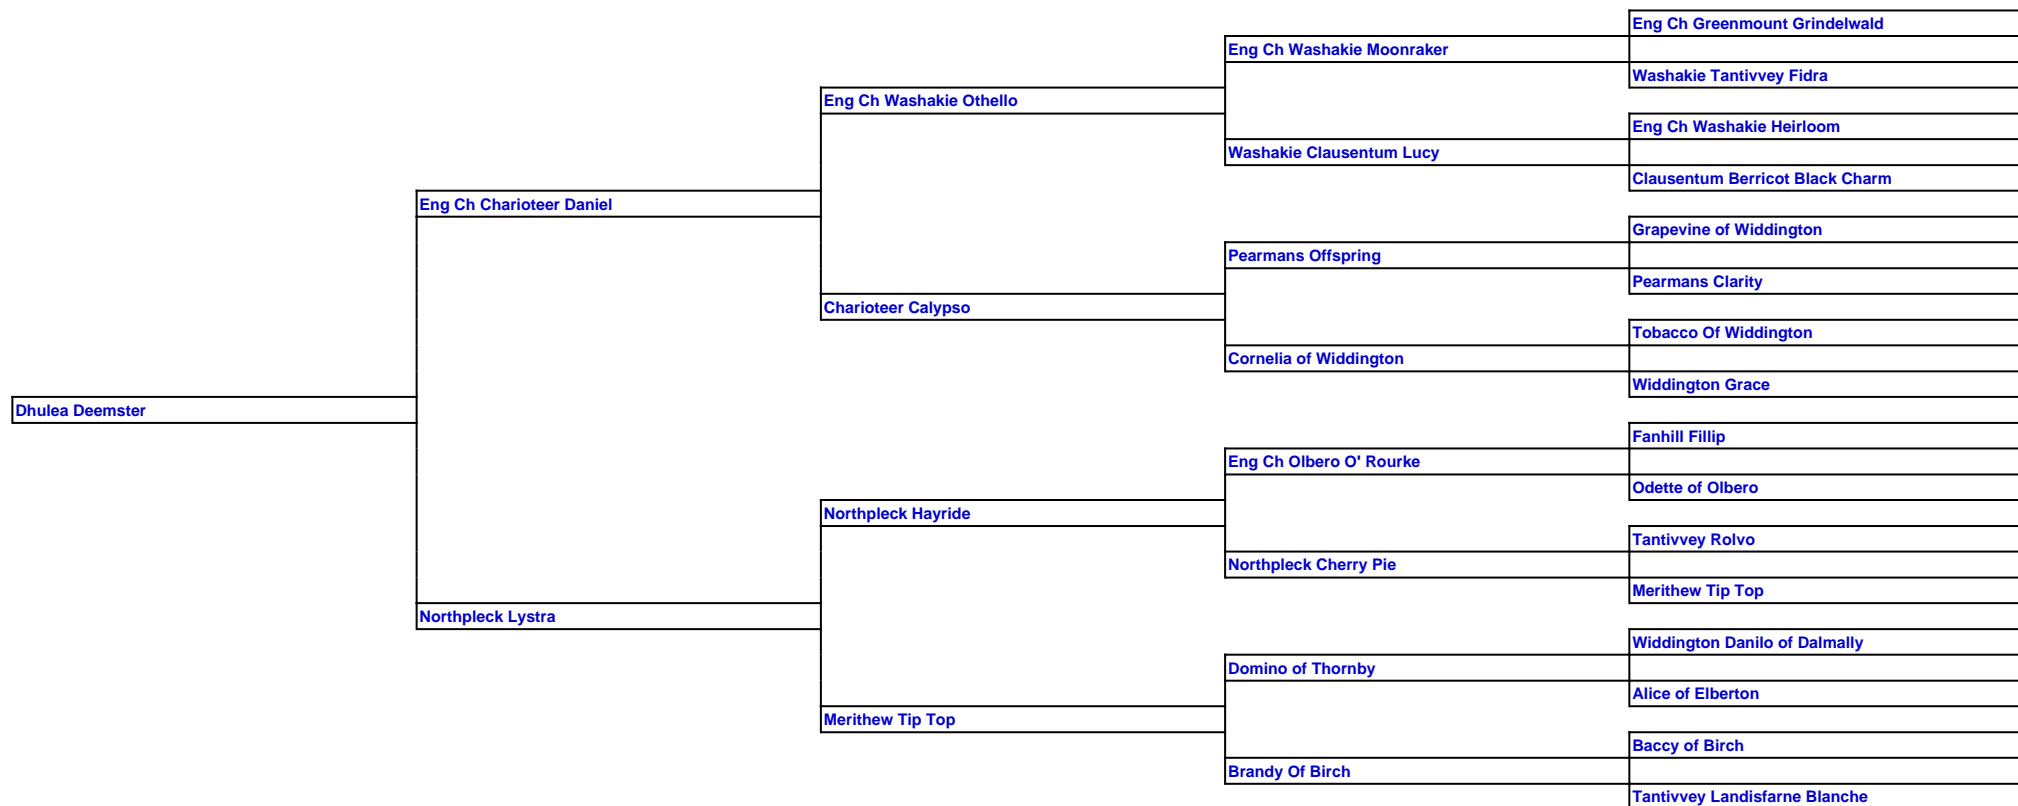 Eng Ch Greenmount Grindelwald
Eng Ch Washakie Moonraker
Washakie Tantivvey Fidra
Eng Ch Washakie Othello
Eng Ch Washakie Heirloom
Washakie Clausentum Lucy
Clausentum Berricot Black Charm
Eng Ch Charioteer Daniel
Grapevine of Widdington
Pearmans Offspring
Pearmans Clarity
Charioteer Calypso
Tobacco Of Widdington
Cornelia of Widdington
Widdington Grace
Dhulea Deemster
Fanhill Fillip
Eng Ch Olbero O' Rourke
Odette of Olbero
Northpleck Hayride
Tantivvey Rolvo
Northpleck Cherry Pie
Merithew Tip Top
Northpleck Lystra
Widdington Danilo of Dalmally
Domino of Thornby
Alice of Elberton
Merithew Tip Top
Baccy of Birch
Brandy Of Birch
Tantivvey Landisfarne Blanche